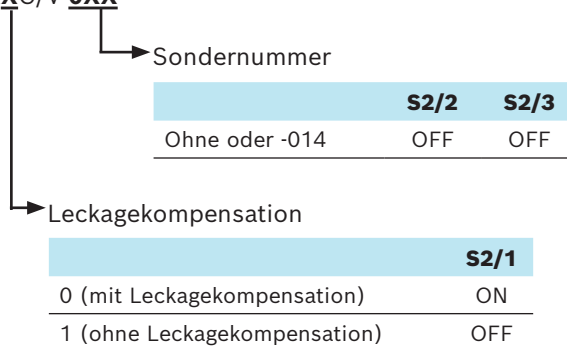 Sondernummer
S2/2 S2/3
Ohne oder -014 OFF OFF
Leckagekompensation
S2/1
0 (mit Leckagekompensation) ON
1 (ohne Leckagekompensation) OFF